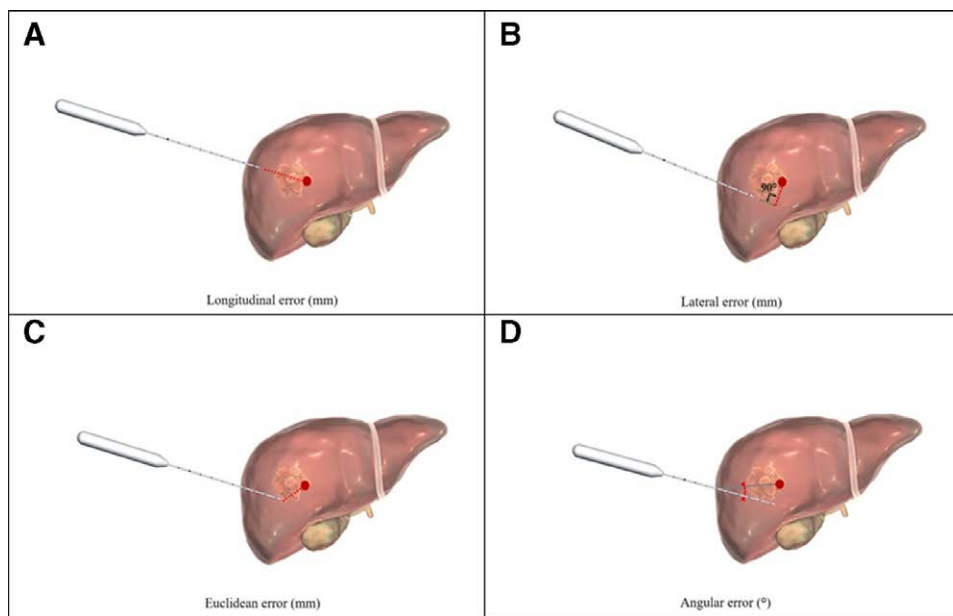 A
B
90°
Longitudinal error (mm)
Lateral error (mm)
C
D
Euclidean error (mm)
Angular error (°)